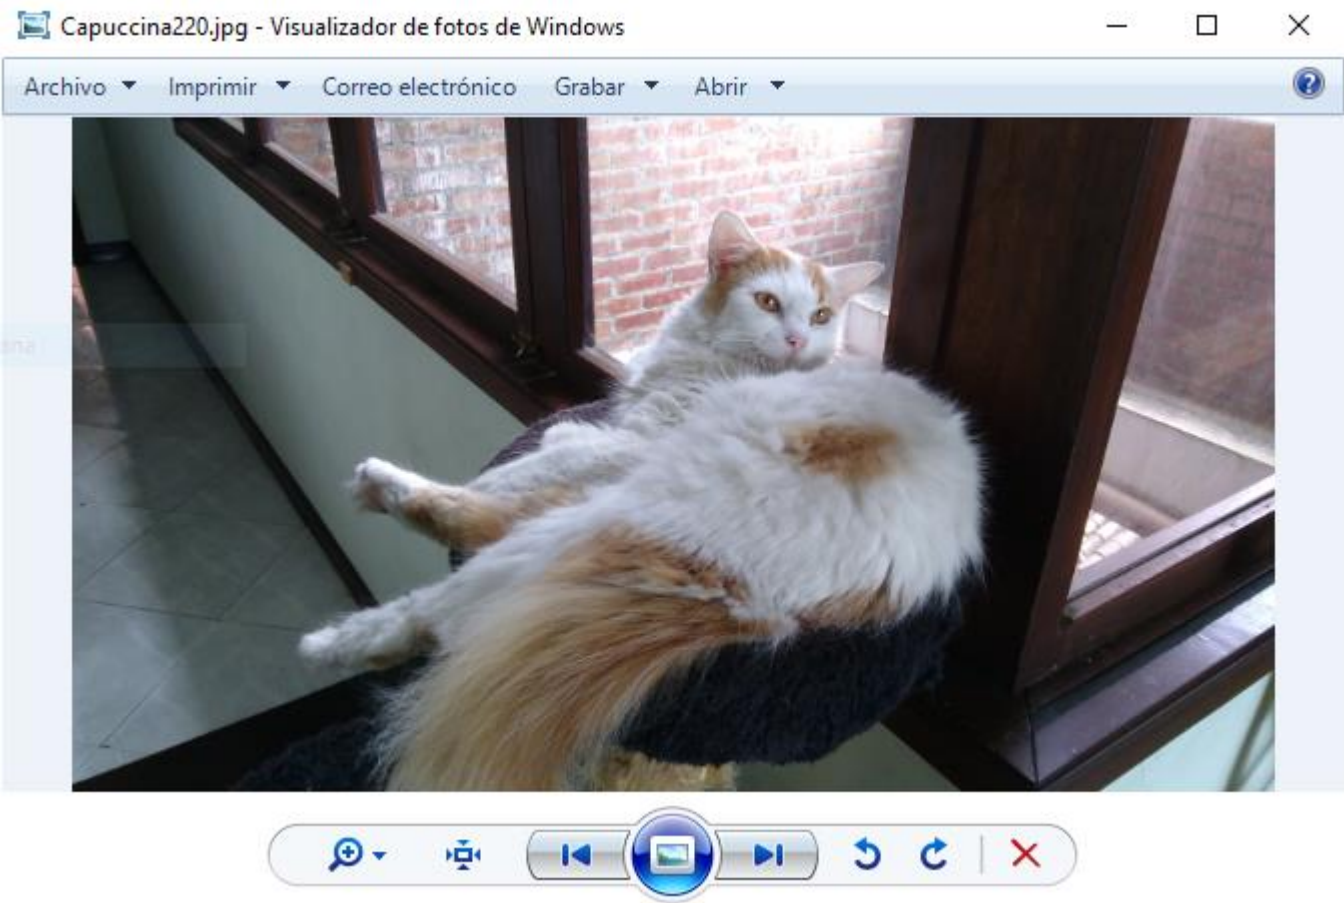 Capuccina220.jpg - Visualizador de fotos de Windows
Archivo Imprimir Correo electrónico Grabar Abrir ?